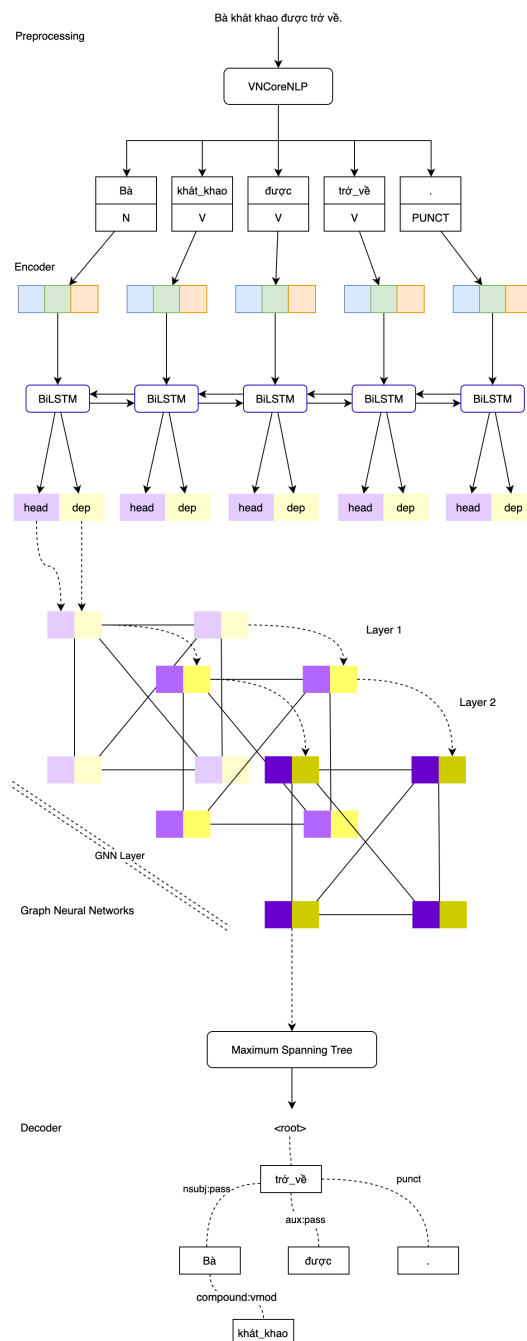 Bà khát khao được trở về.
Preprocessing
VNCoreNLP
Bà khát_khao được trở_về .
N V V V PUNCT
Encoder
BiLSTM BiLSTM BiLSTM BiLSTM BiLSTM
head dep head dep head dep head dep head dep
Layer 1
Layer 2
GNN Layer
Graph Neural Networks
Maximum Spanning Tree
Decoder
<root>
trở_về
nsubj:pass
punct
aux:pass
Bà được .
compound:vmod
khát_khao